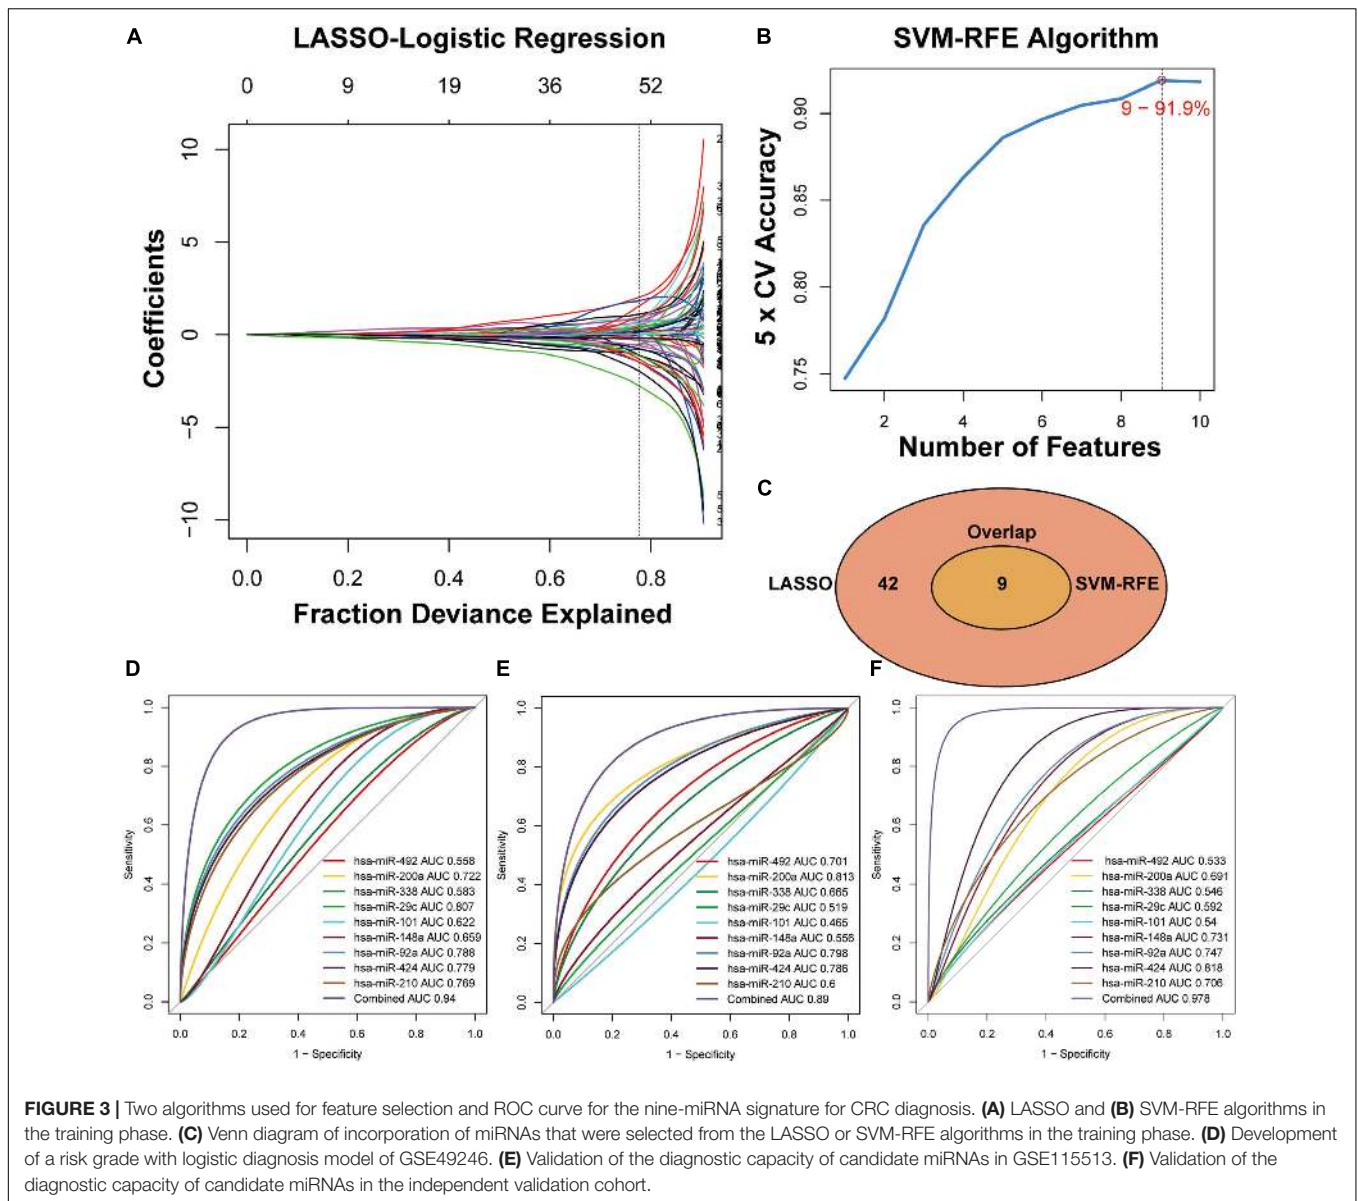 A
LASSO-Logistic Regression
0 9 19 36 52
Coefficients
10
5
0
−5
−10
0.0 0.2 0.4 0.6 0.8
Fraction Deviance Explained
B
SVM-RFE Algorithm
5 x CV Accuracy
0.90
0.85
0.80
0.75
9 − 91.9%
2 4 6 8 10
Number of Features
C
Overlap
LASSO 42 9 SVM-RFE
D
Sensitivity
1.0
0.8
0.6
0.4
0.2
0.0
hsa-miR-492 AUC 0.558
hsa-miR-200a AUC 0.722
hsa-miR-338 AUC 0.583
hsa-miR-29c AUC 0.807
hsa-miR-101 AUC 0.622
hsa-miR-148a AUC 0.659
hsa-miR-92a AUC 0.788
hsa-miR-424 AUC 0.779
hsa-miR-210 AUC 0.769
Combined AUC 0.94
0.0 0.2 0.4 0.6 0.8 1.0
1 − Specificity
E
Sensitivity
1.0
0.8
0.6
0.4
0.2
0.0
hsa-miR-492 AUC 0.701
hsa-miR-200a AUC 0.813
hsa-miR-338 AUC 0.665
hsa-miR-29c AUC 0.519
hsa-miR-101 AUC 0.465
hsa-miR-148a AUC 0.558
hsa-miR-92a AUC 0.798
hsa-miR-424 AUC 0.786
hsa-miR-210 AUC 0.6
Combined AUC 0.89
0.0 0.2 0.4 0.6 0.8 1.0
1 − Specificity
F
Sensitivity
1.0
0.8
0.6
0.4
0.2
0.0
hsa-miR-492 AUC 0.533
hsa-miR-200a AUC 0.691
hsa-miR-338 AUC 0.546
hsa-miR-29c AUC 0.592
hsa-miR-101 AUC 0.54
hsa-miR-148a AUC 0.731
hsa-miR-92a AUC 0.747
hsa-miR-424 AUC 0.818
hsa-miR-210 AUC 0.706
Combined AUC 0.978
0.0 0.2 0.4 0.6 0.8 1.0
1 − Specificity
FIGURE 3 | Two algorithms used for feature selection and ROC curve for the nine-miRNA signature for CRC diagnosis. (A) LASSO and (B) SVM-RFE algorithms in
the training phase. (C) Venn diagram of incorporation of miRNAs that were selected from the LASSO or SVM-RFE algorithms in the training phase. (D) Development
of a risk grade with logistic diagnosis model of GSE49246. (E) Validation of the diagnostic capacity of candidate miRNAs in GSE115513. (F) Validation of the
diagnostic capacity of candidate miRNAs in the independent validation cohort.